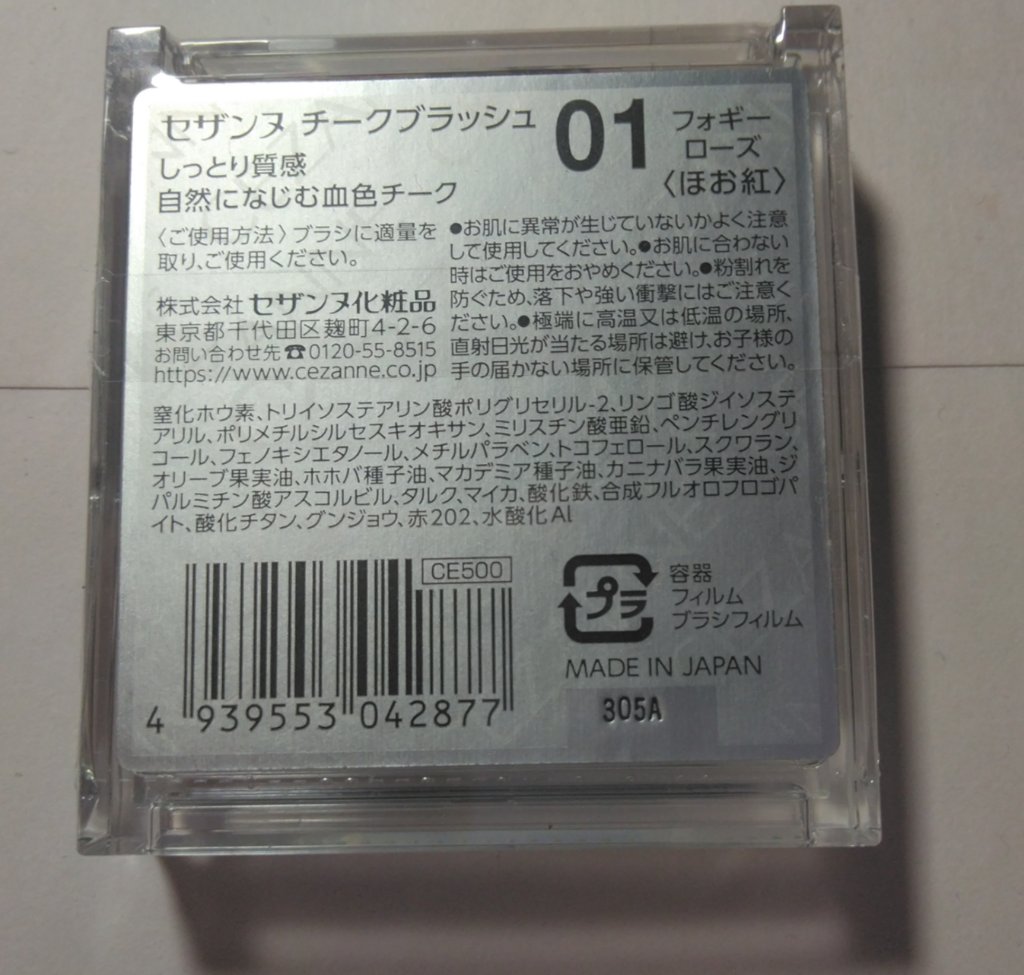 セザンヌ チークブラッシュ
しっとり質感
自然になじむ血色チーク
01
フォギー
ローズ
〈ほお紅〉
〈ご使用方法〉ブラシに適量を
取り、ご使用ください。
株式会社 セザンヌ化粧品
東京都千代田区麹町4-2-6
お問い合わせ先☎0120-55-8515
https://www.cezanne.co.jp
●お肌に異常が生じていないかよく注意
して使用してください。●お肌に合わない
時はご使用をおやめください。●粉割れを
防ぐため、落下や強い衝撃にはご注意く
ださい。●極端に高温又は低温の場所、
直射日光が当たる場所は避け、お子様の
手の届かない場所に保管してください。
窒化ホウ素、トリイソステアリン酸ポリグリセリル-2、リンゴ酸ジイソステ
アリル、ポリメチルシルセスキオキサン、ミリスチン酸亜鉛、ペンチレングリ
コール、フェノキシエタノール、メチルパラベン、トコフェロール、スクワラン、
オリーブ果実油、ホホバ種子油、マカデミア種子油、カニナバラ果実油、ジ
パルミチン酸アスコルビル、タルク、マイカ、酸化鉄、合成フルオロフロゴパ
イト、酸化チタン、グンジョウ、赤202、水酸化Al
CE500
4 939553 042877
プラ
容器
フィルム
ブラシフィルム
MADE IN JAPAN
305A